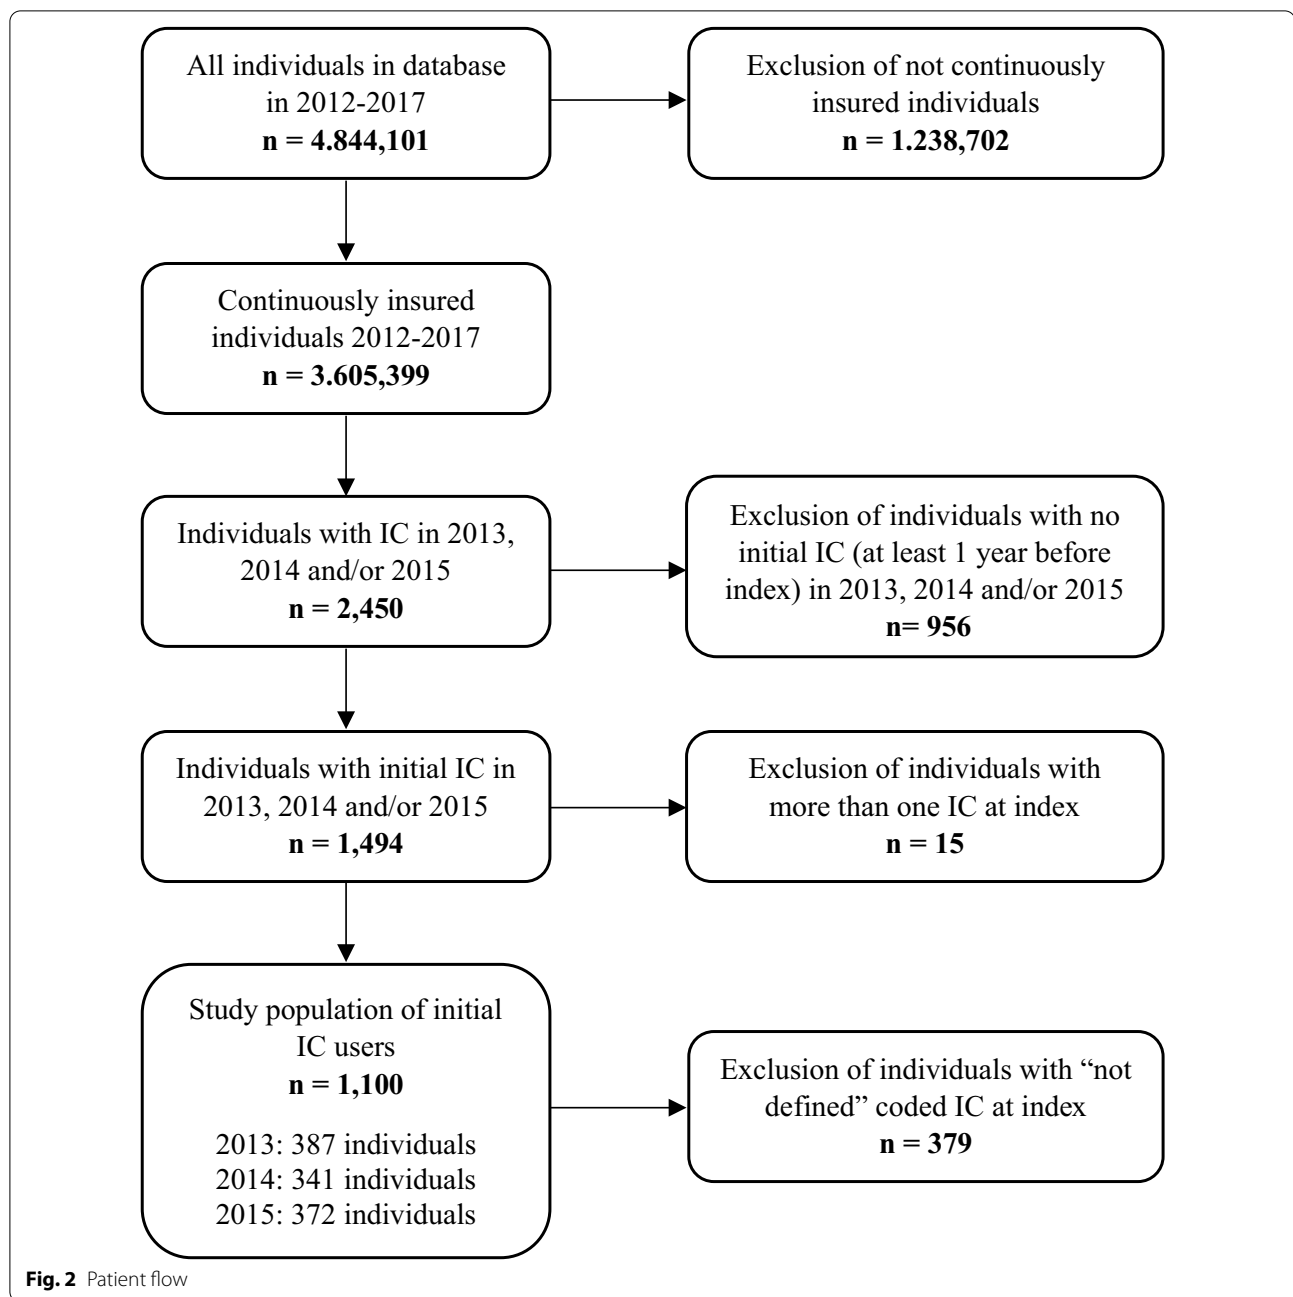 All individuals in database
in 2012-2017
n = 4.844,101
Exclusion of not continuously
insured individuals
n = 1.238,702
Continuously insured
individuals 2012-2017
n = 3.605,399
Individuals with IC in 2013,
2014 and/or 2015
n = 2,450
Exclusion of individuals with no
initial IC (at least 1 year before
index) in 2013, 2014 and/or 2015
n= 956
Individuals with initial IC in
2013, 2014 and/or 2015
n = 1,494
Exclusion of individuals with
more than one IC at index
n = 15
Study population of initial
IC users
n = 1,100
2013: 387 individuals
2014: 341 individuals
2015: 372 individuals
Exclusion of individuals with “not
defined” coded IC at index
n = 379
Fig. 2 Patient flow